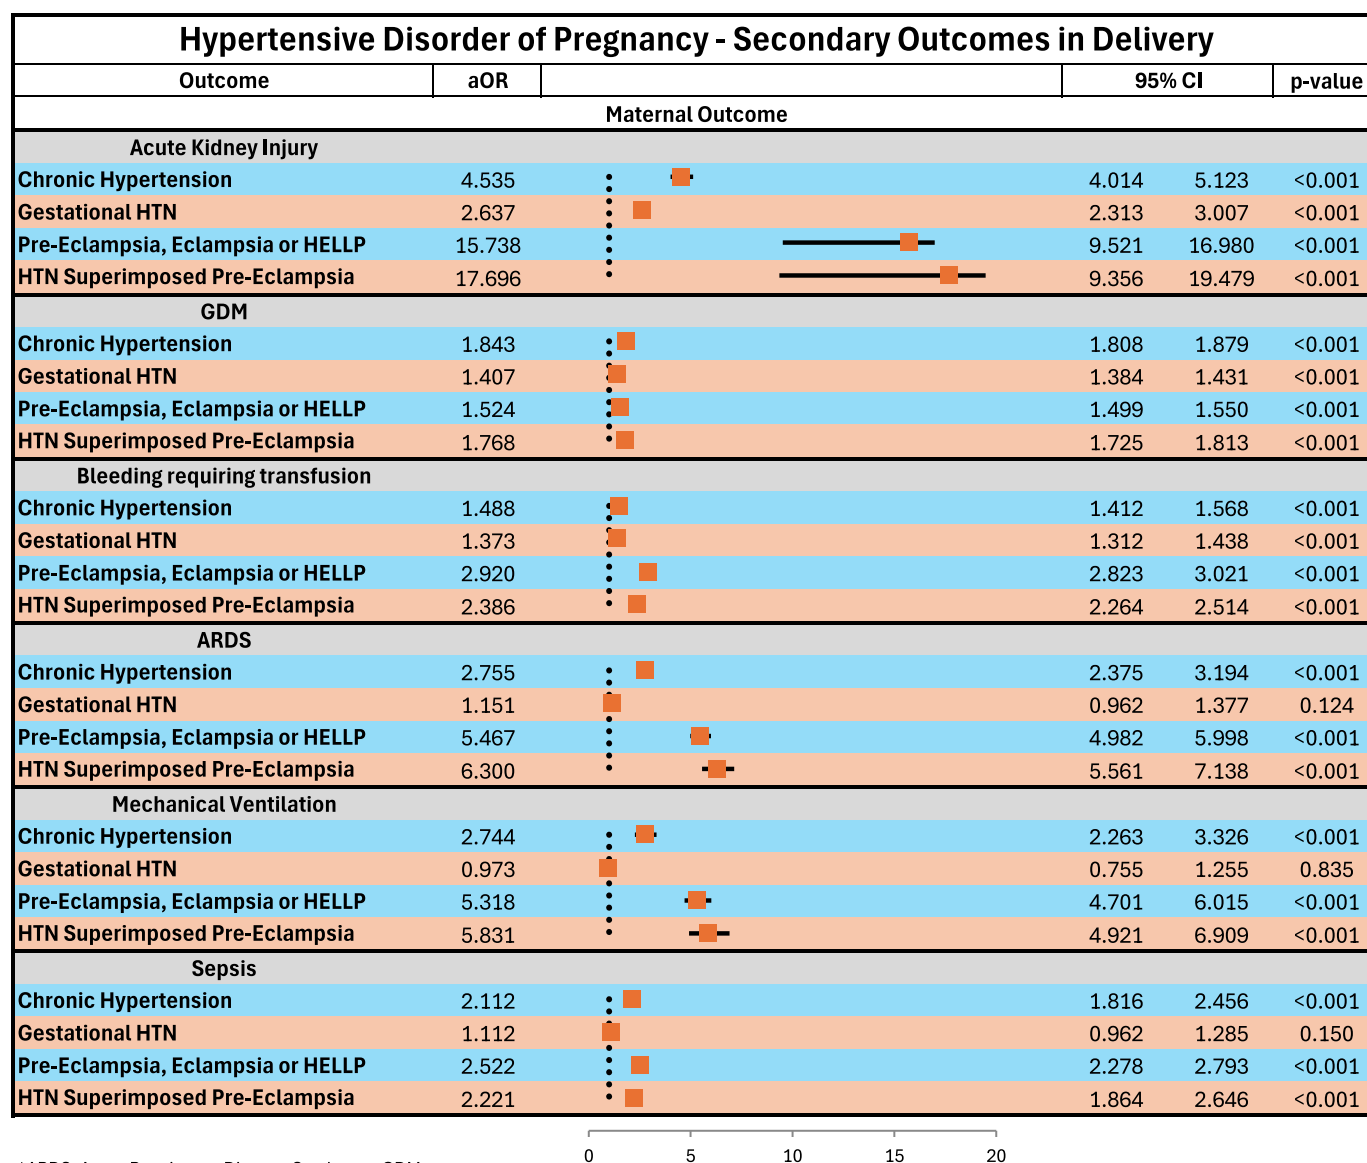 Hypertensive Disorder of Pregnancy - Secondary Outcomes in Delivery
Outcome aOR 95% CI p-value
Maternal Outcome
Acute Kidney Injury
Chronic Hypertension 4.535 4.014 5.123 <0.001
Gestational HTN 2.637 2.313 3.007 <0.001
Pre-Eclampsia, Eclampsia or HELLP 15.738 9.521 16.980 <0.001
HTN Superimposed Pre-Eclampsia 17.696 9.356 19.479 <0.001
GDM
Chronic Hypertension 1.843 1.808 1.879 <0.001
Gestational HTN 1.407 1.384 1.431 <0.001
Pre-Eclampsia, Eclampsia or HELLP 1.524 1.499 1.550 <0.001
HTN Superimposed Pre-Eclampsia 1.768 1.725 1.813 <0.001
Bleeding requiring transfusion
Chronic Hypertension 1.488 1.412 1.568 <0.001
Gestational HTN 1.373 1.312 1.438 <0.001
Pre-Eclampsia, Eclampsia or HELLP 2.920 2.823 3.021 <0.001
HTN Superimposed Pre-Eclampsia 2.386 2.264 2.514 <0.001
ARDS
Chronic Hypertension 2.755 2.375 3.194 <0.001
Gestational HTN 1.151 0.962 1.377 0.124
Pre-Eclampsia, Eclampsia or HELLP 5.467 4.982 5.998 <0.001
HTN Superimposed Pre-Eclampsia 6.300 5.561 7.138 <0.001
Mechanical Ventilation
Chronic Hypertension 2.744 2.263 3.326 <0.001
Gestational HTN 0.973 0.755 1.255 0.835
Pre-Eclampsia, Eclampsia or HELLP 5.318 4.701 6.015 <0.001
HTN Superimposed Pre-Eclampsia 5.831 4.921 6.909 <0.001
Sepsis
Chronic Hypertension 2.112 1.816 2.456 <0.001
Gestational HTN 1.112 0.962 1.285 0.150
Pre-Eclampsia, Eclampsia or HELLP 2.522 2.278 2.793 <0.001
HTN Superimposed Pre-Eclampsia 2.221 1.864 2.646 <0.001
0 5 10 15 20